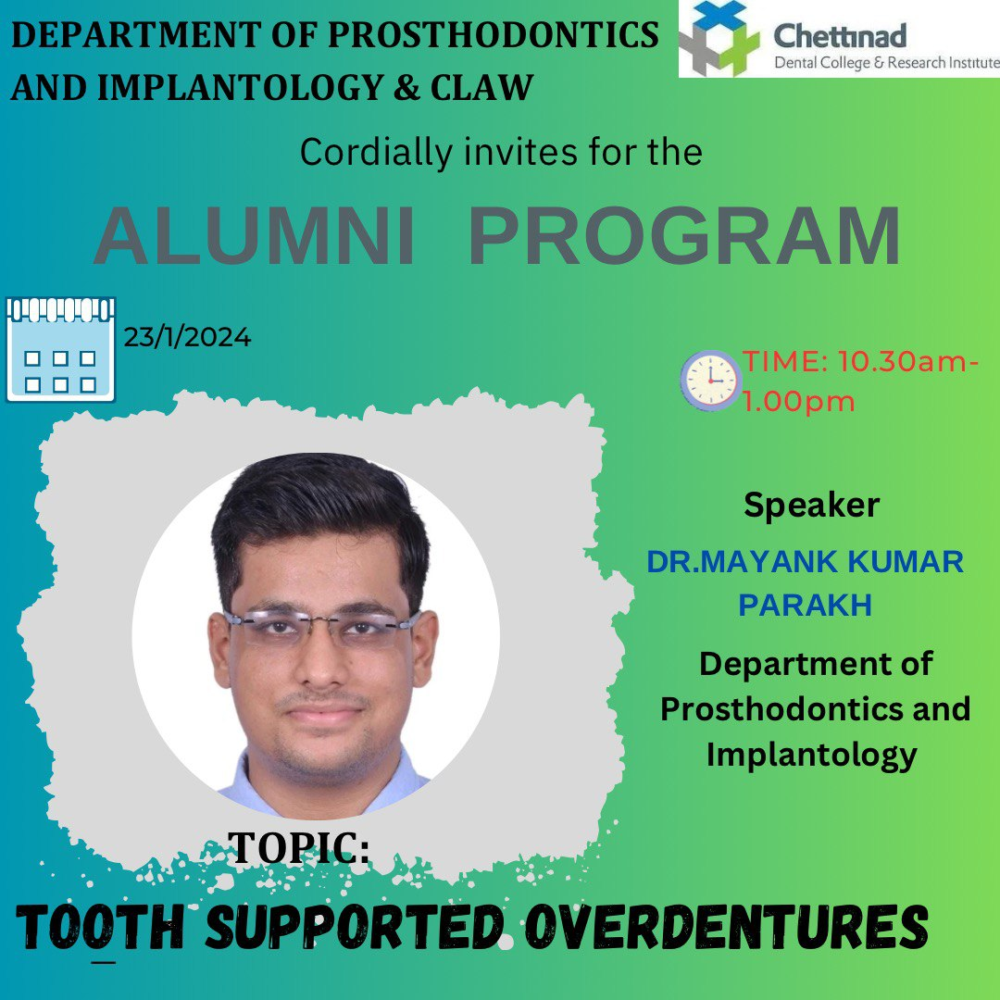 DEPARTMENT OF PROSTHODONTICS
AND IMPLANTOLOGY & CLAW
Chettinad
Dental College & Research Institute
Cordially invites for the
ALUMNI PROGRAM
23/1/2024
TIME: 10.30am-
1.00pm
Speaker
DR.MAYANK KUMAR
PARAKH
Department of
Prosthodontics and
Implantology
TOPIC:
TOOTH SUPPORTED OVERDENTURES